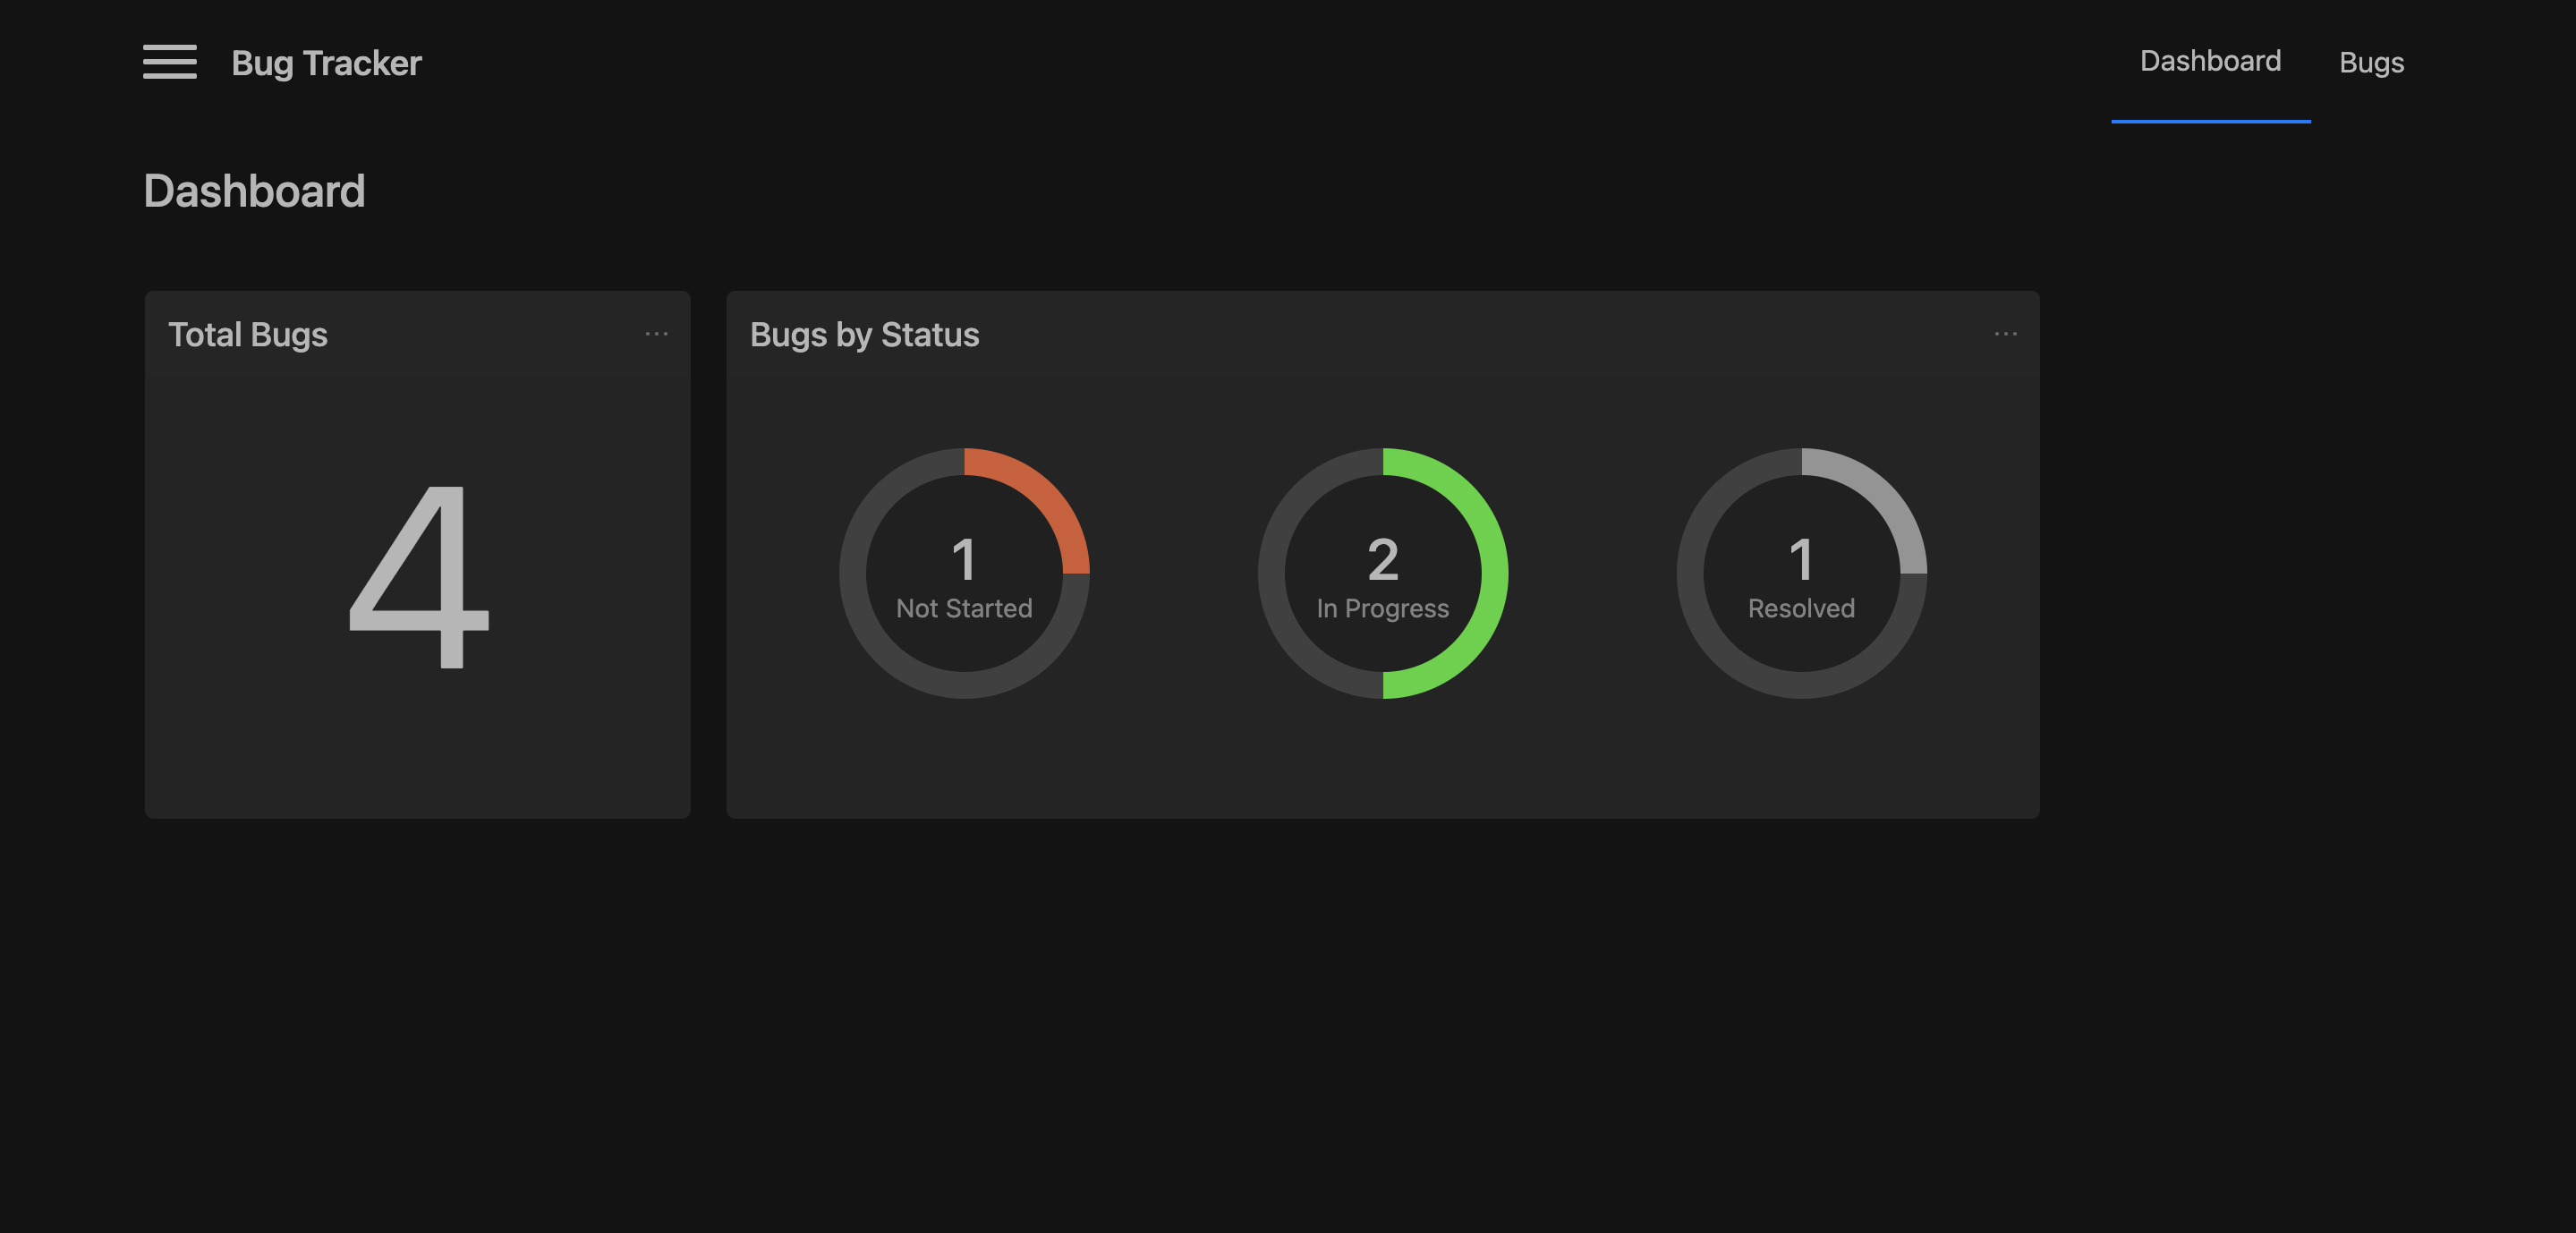 Bug Tracker
Dashboard
Bugs
Dashboard
Total Bugs
...
Bugs by Status
...
4
1
Not Started
2
In Progress
1
Resolved